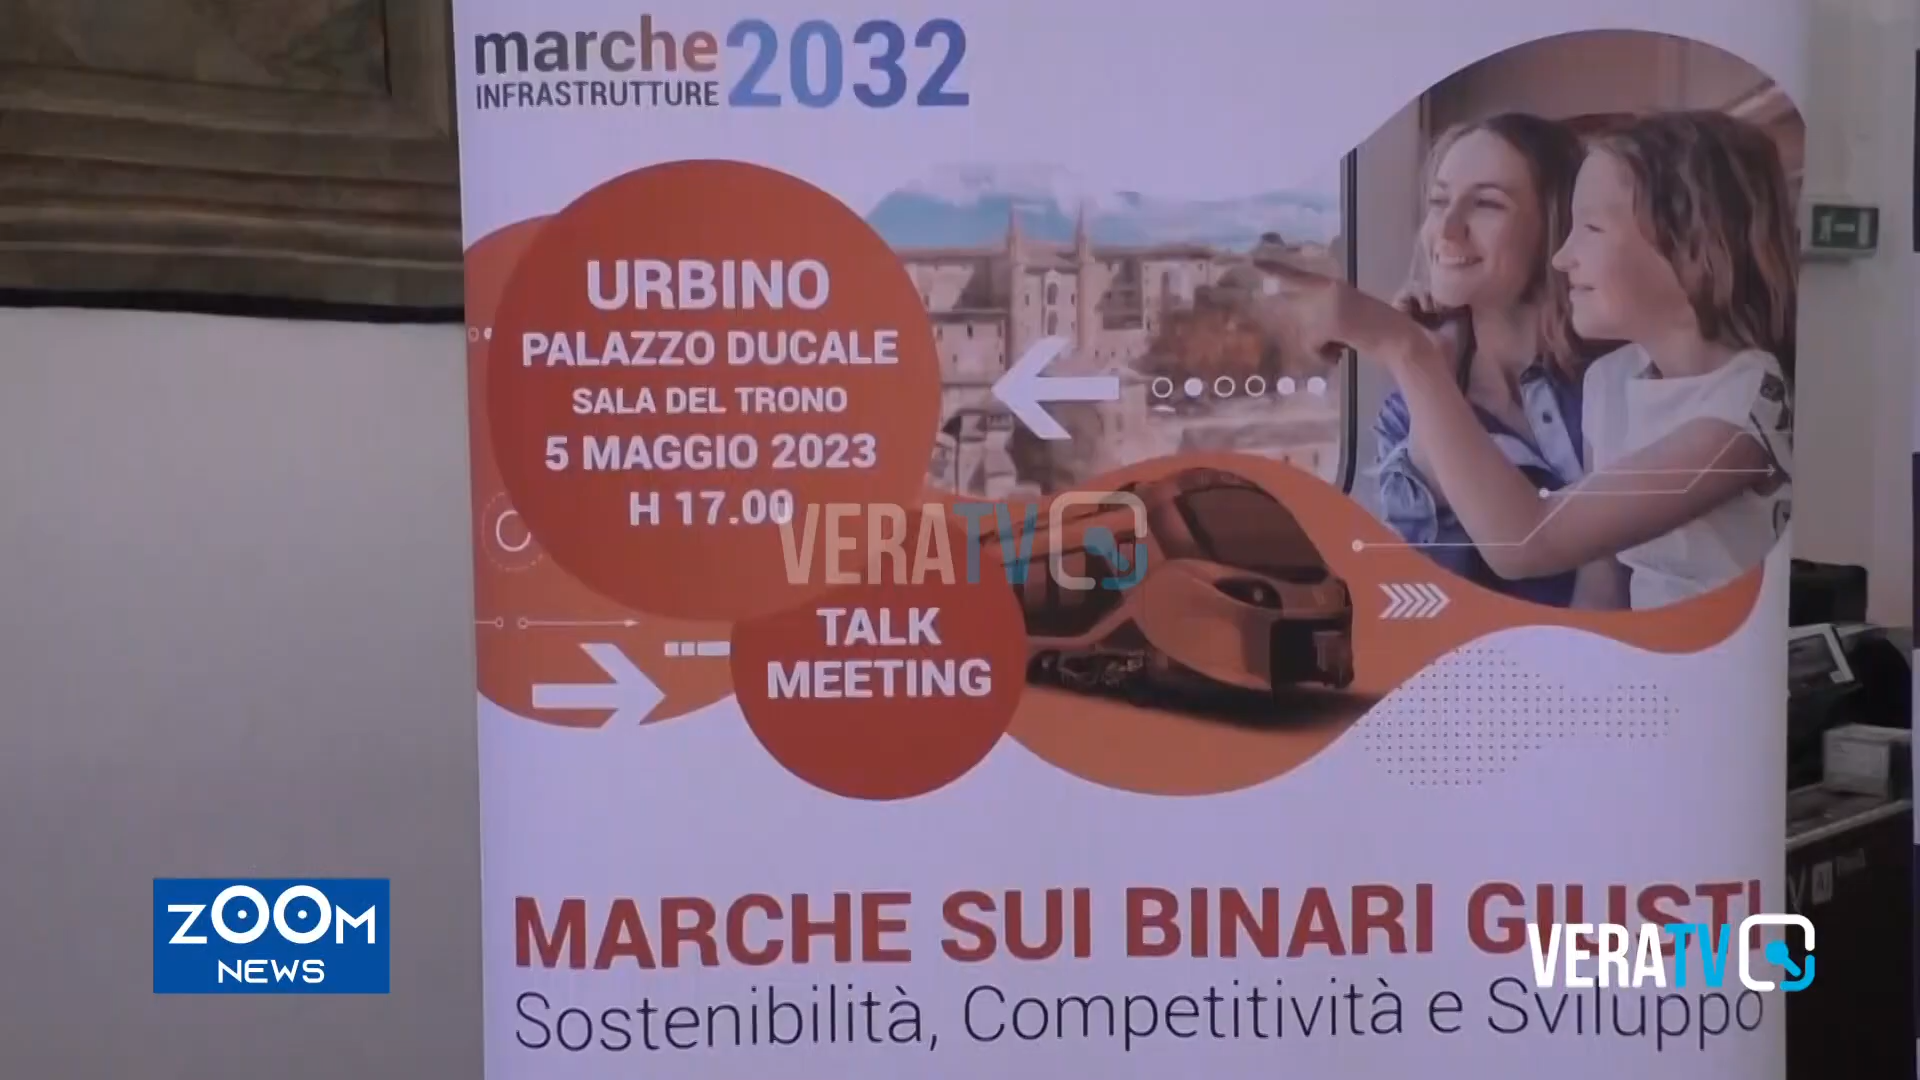 marche 2032
INFRASTRUTTURE
URBINO
PALAZZO DUCALE
SALA DEL TRONO
5 MAGGIO 2023
H 17.00
VERATV
TALK
MEETING
MARCHE SUI BINARI GIUSTI
Sostenibilità, Competitività e Sviluppo
ZOOM
NEWS
VERATV